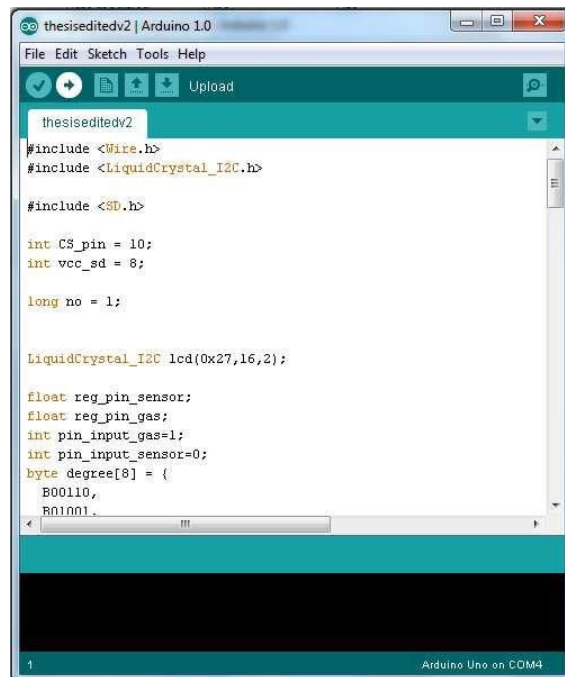 thesiseditedv2 | Arduino 1.0
File Edit Sketch Tools Help
Upload
thesiseditedv2
#include <Wire.h>
#include <LiquidCrystal_I2C.h>
#include <SD.h>
int CS_pin = 10;
int vcc_sd = 8;
long no = 1;
LiquidCrystal_I2C lcd(0x27,16,2);
float reg_pin_sensor;
float reg_pin_gas;
int pin_input_gas=1;
int pin_input_sensor=0;
byte degree[8] = {
B00110,
B01001,
1
Arduino Uno on COM4